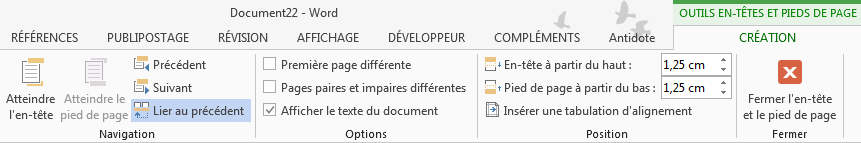 Document22 - Word
OUTILS EN-TÊTES ET PIEDS DE PAGE
RÉFÉRENCES PUBLIPOSTAGE RÉVISION AFFICHAGE DÉVELOPPEUR COMPLÉMENTS Antidote CRÉATION
Atteindre
l'en-tête
Atteindre le
pied de page
Précédent
Suivant
Lier au précédent
Navigation
Première page différente
Pages paires et impaires différentes
Afficher le texte du document
Options
En-tête à partir du haut : 1,25 cm
Pied de page à partir du bas : 1,25 cm
Insérer une tabulation d'alignement
Position
Fermer l'en-tête
et le pied de page
Fermer